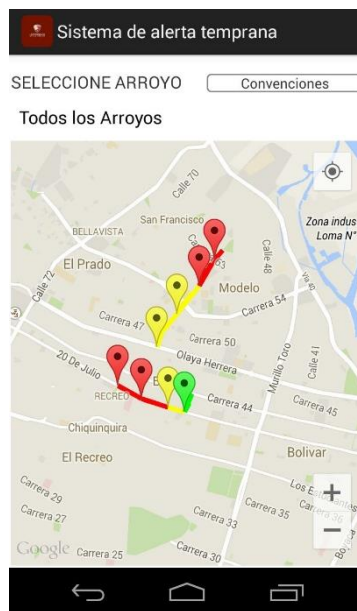 Sistema de alerta temprana
SELECCIONE ARROYO
Convenciones
Todos los Arroyos
Calle 70
San Francisco
BELLAVISTA
Calle 48
Zona indus
Loma N°
El Prado
Modelo
Vía 40
Calle 72
Carrera 54
Carrera 47
Carrera 50
Olaya Herrera
Murillo Toro
Calle 41
20 De Julio
RECREO
Carrera 44
Carrera 45
Chiquinquira
El Recreo
Bolivar
Carrera 29
Carrera 27
Carrera 33
Carrera 35
Carrera 25
Carrera 30
Google